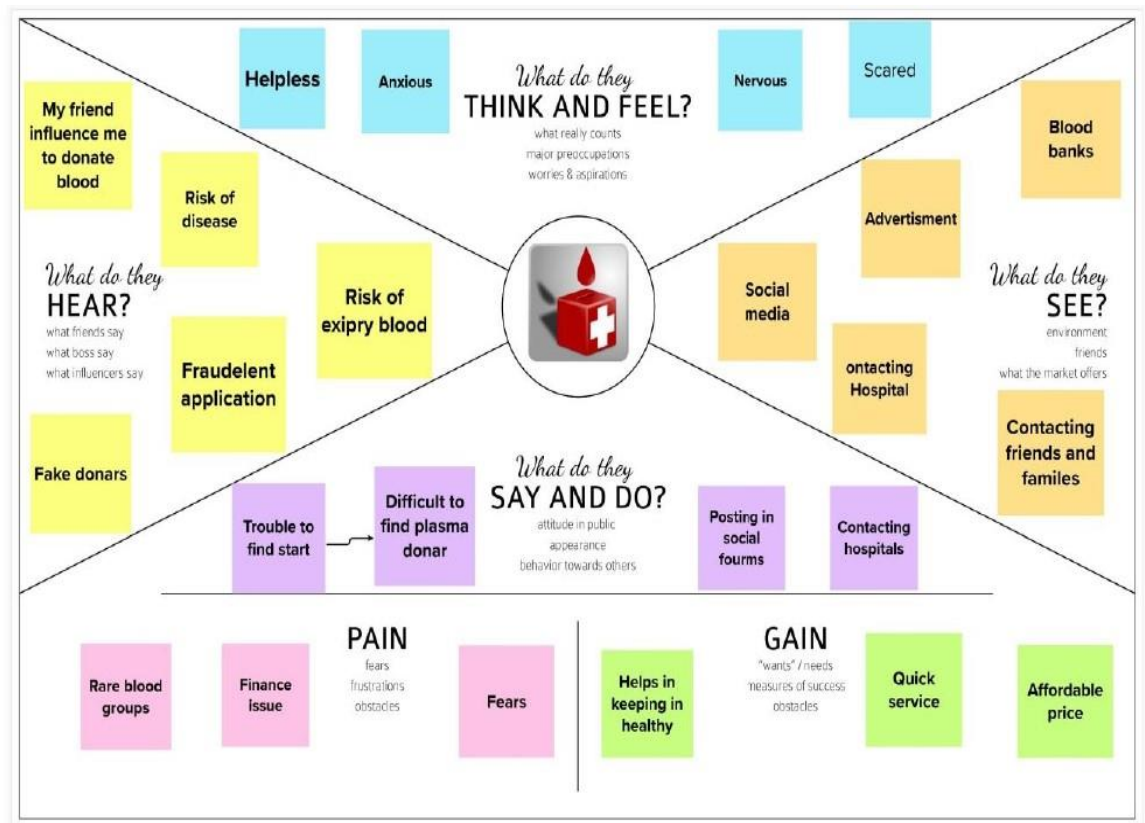 Helpless
Anxious
What do they
THINK AND FEEL?
what really counts
major preoccupations
worries & aspirations
Nervous
Scared
My friend
influence me
to donate
blood
Risk of
disease
What do they
HEAR?
what friends say
what boss say
what influencers say
Risk of
exipry blood
Fraudelent
application
Fake donars
Blood
banks
Advertisment
Social
media
What do they
SEE?
environment
friends
what the market offers
ontacting
Hospital
Contacting
friends and
familes
What do they
SAY AND DO?
attitude in public
appearance
behavior towards others
Trouble to
find start
Difficult to
find plasma
donar
Posting in
social
fourms
Contacting
hospitals
PAIN
fears
frustrations
obstacles
Rare blood
groups
Finance
issue
Fears
GAIN
"wants" / needs
measures of success
obstacles
Helps in
keeping in
healthy
Quick
service
Affordable
price